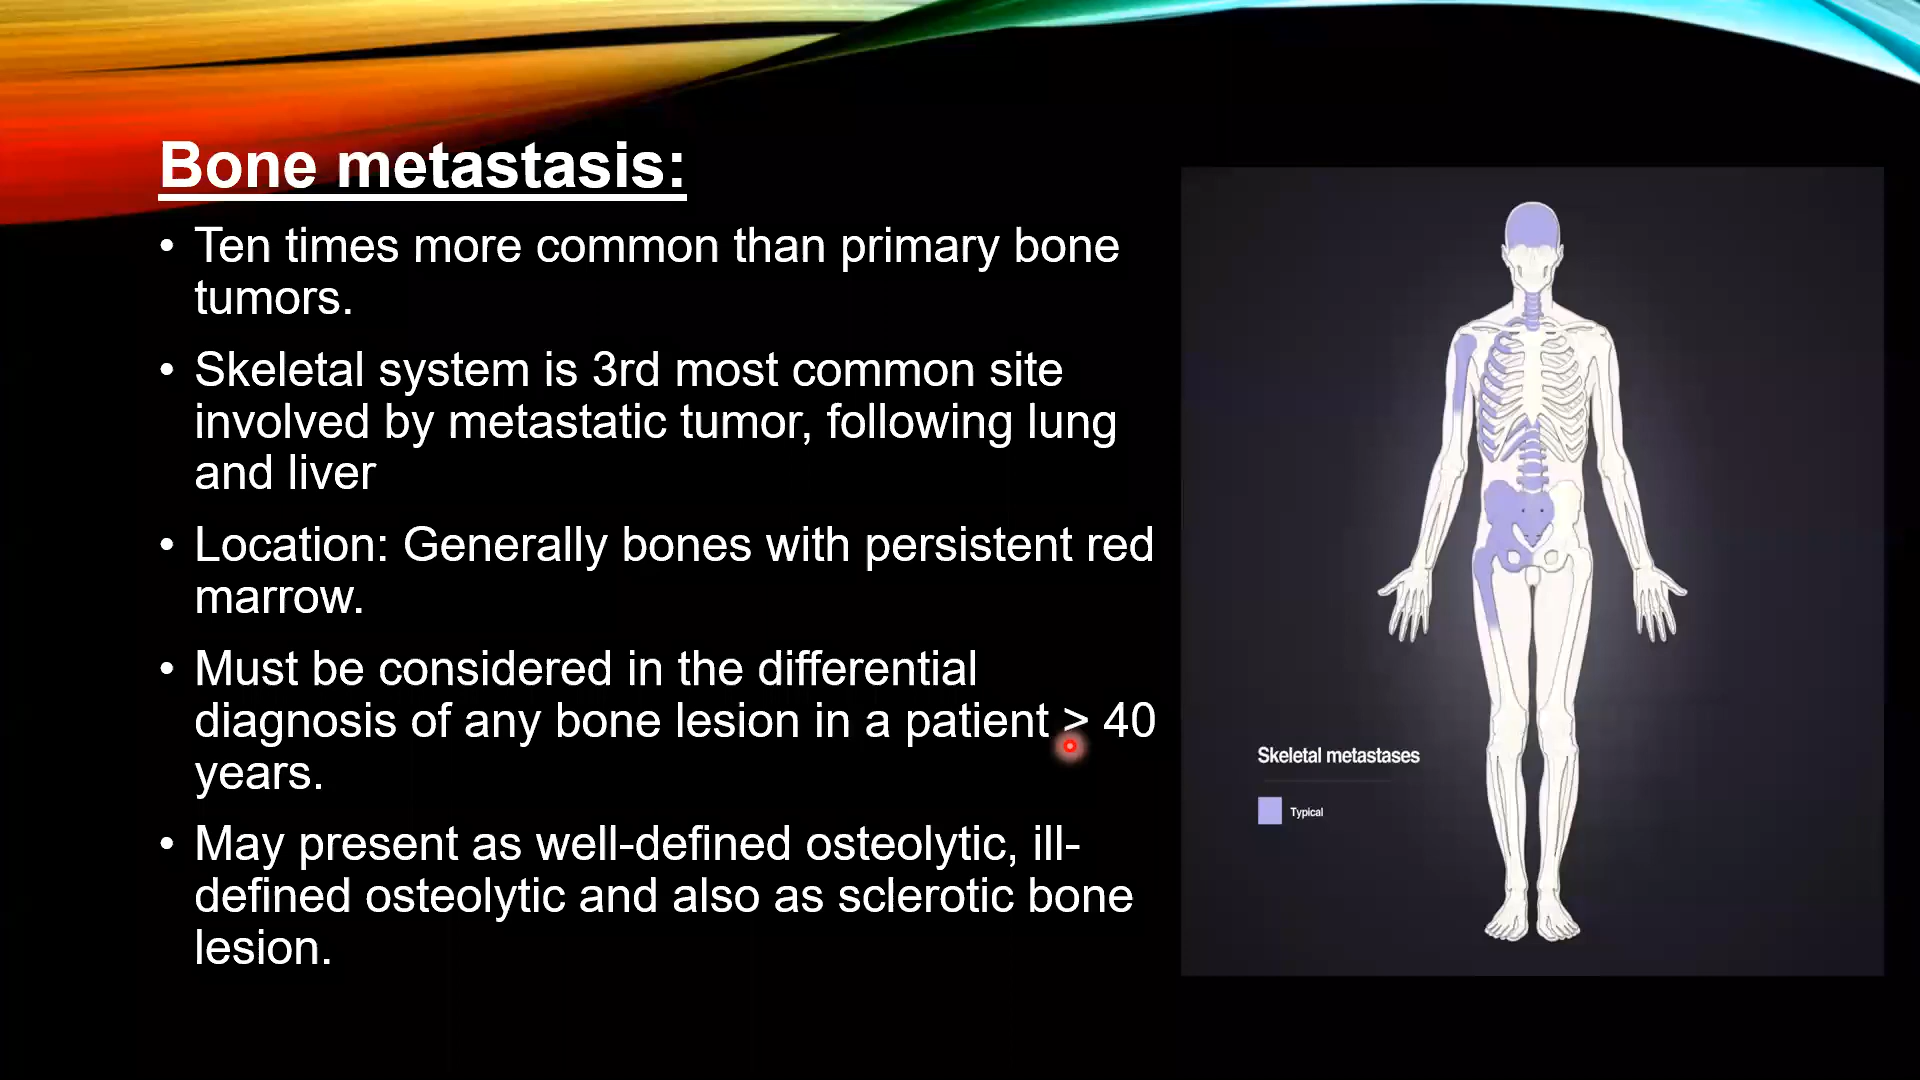 Bone metastasis:
• Ten times more common than primary bone
tumors.
• Skeletal system is 3rd most common site
involved by metastatic tumor, following lung
and liver
• Location: Generally bones with persistent red
marrow.
• Must be considered in the differential
diagnosis of any bone lesion in a patient > 40
years.
• May present as well-defined osteolytic, ill-
defined osteolytic and also as sclerotic bone
lesion.
Skeletal metastases
Typical